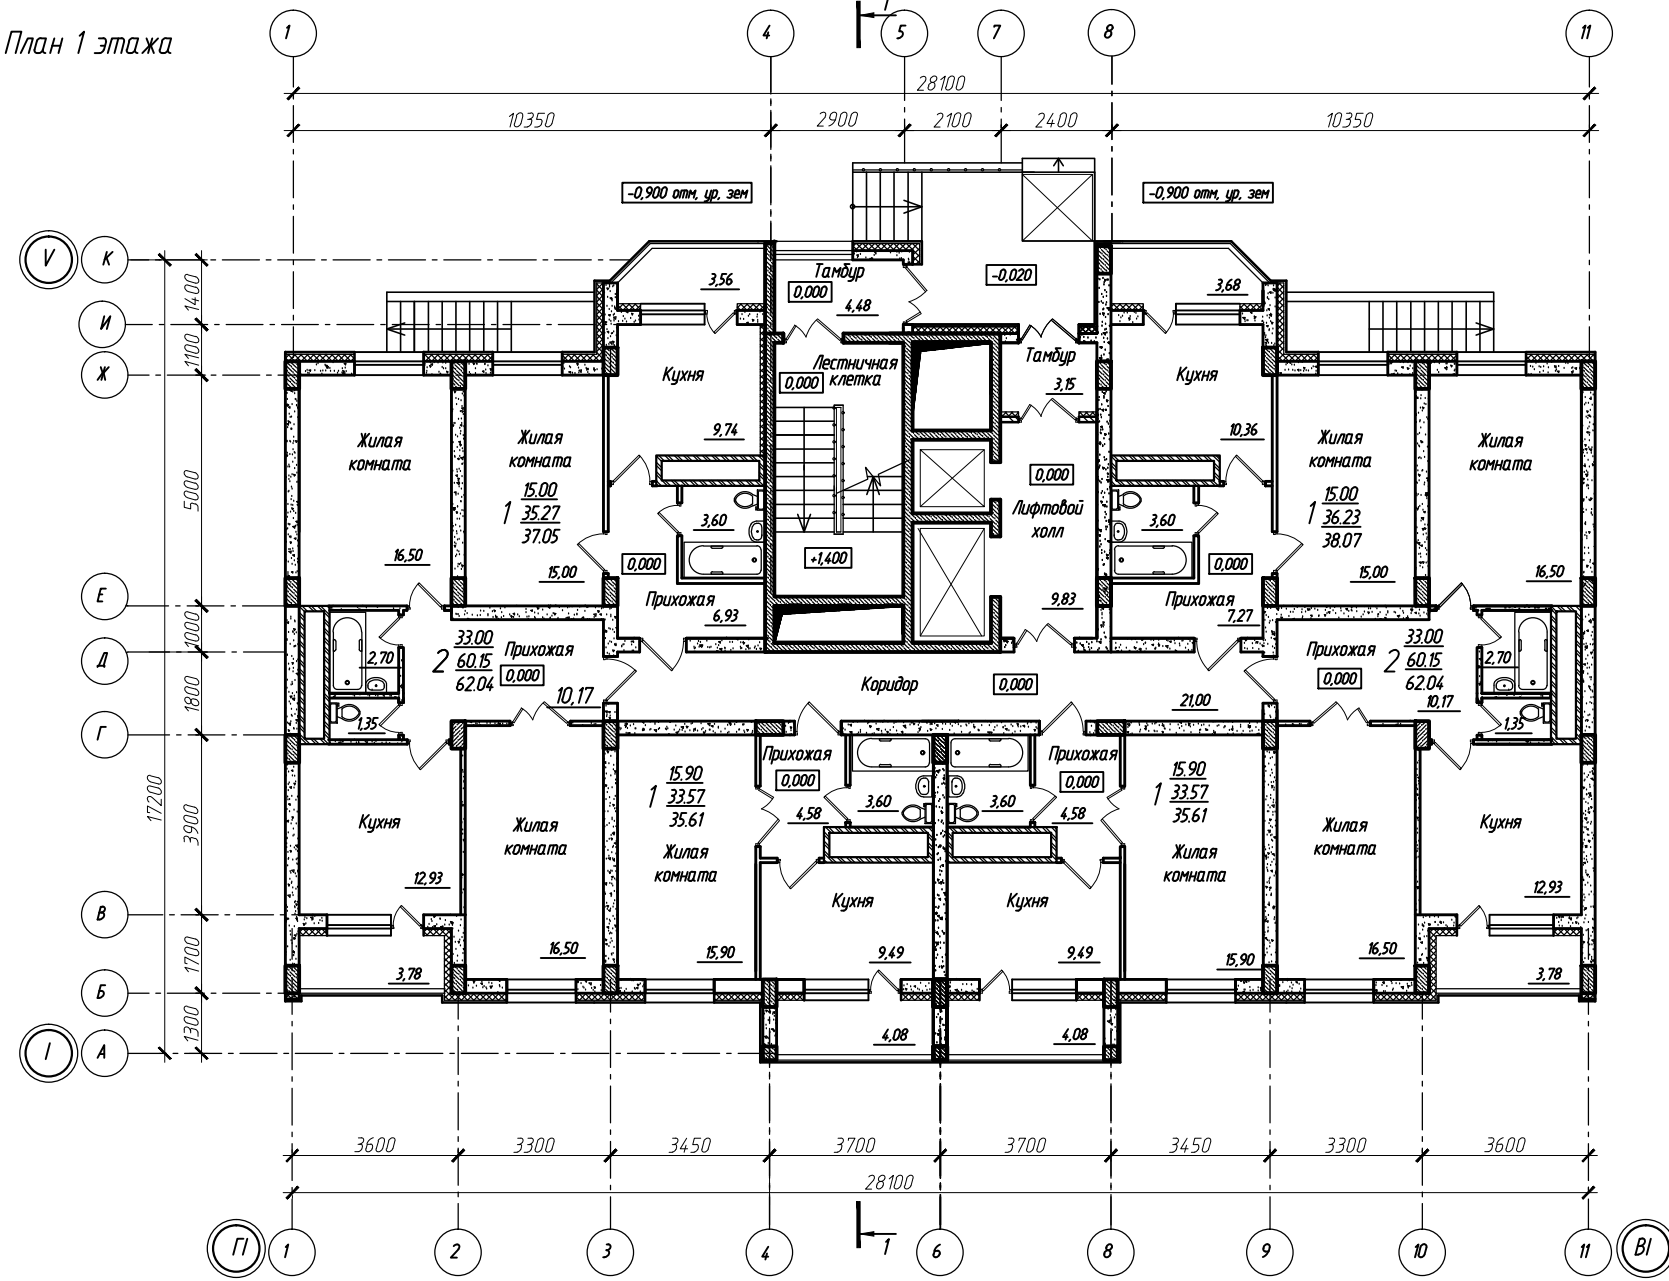 План 1 этажа
1
4
5
7
8
11
1
28100
10350
2900
2100
2400
10350
-0,900 отм. ур. зем
-0,900 отм. ур. зем
V
К
И
Ж
Е
Д
Г
В
Б
I
А
1400
1100
5000
1000
1800
3900
1700
1300
17200
3,56
Тамбур
0,000
4,48
-0,020
3,68
Кухня
9,74
Лестничная
клетка
0,000
Тамбур
3,15
Кухня
10,36
Жилая
комната
16,50
Жилая
комната
15.00
1 35.27
37.05
15,00
3,60
0,000
Прихожая
6,93
+1,400
0,000
Лифтовой
холл
9,83
3,60
0,000
Прихожая
7,27
Жилая
комната
15.00
1 36.23
38.07
15,00
Жилая
комната
16,50
2,70
1,35
33.00
2 60.15
62.04
Прихожая
0,000
10,17
Коридор
0,000
21,00
Прихожая
0,000
33.00
2 60.15
62.04
10,17
2,70
1,35
Кухня
12,93
3,78
Жилая
комната
16,50
15.90
1 33.57
35.61
Жилая
комната
15,90
Прихожая
0,000
4,58
3,60
Кухня
9,49
4,08
Прихожая
0,000
4,58
3,60
Кухня
9,49
4,08
15.90
1 33.57
35.61
Жилая
комната
15,90
Жилая
комната
16,50
Кухня
12,93
3,78
3600
3300
3450
3700
3700
3450
3300
3600
28100
1
ГI
1
2
3
4
6
8
9
10
11
ВI